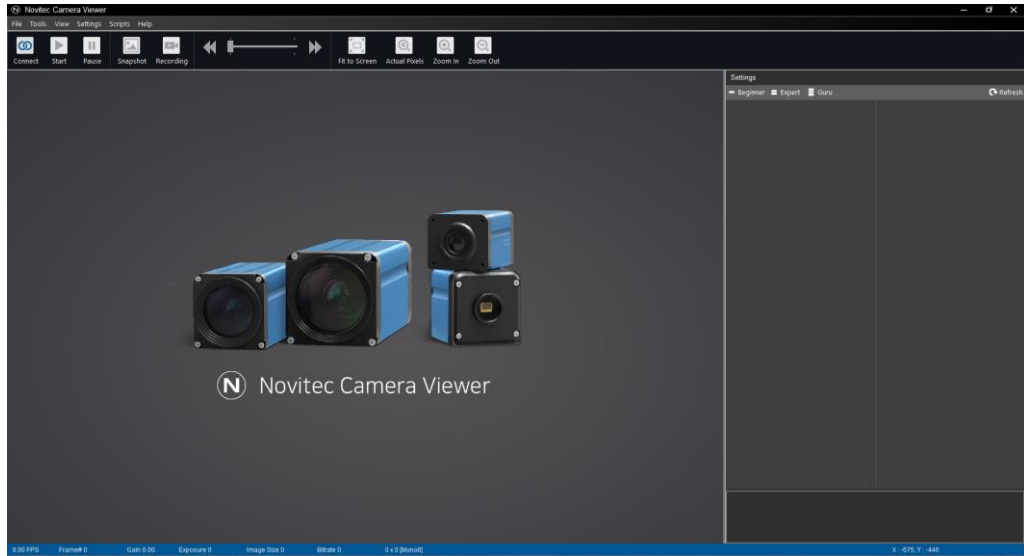 Novitec Camera Viewer
File Tools View Settings Scripts Help
Connect Start Pause Snapshot Recording Fit to Screen Actual Pixels Zoom In Zoom Out
Settings
Beginner Expert Guru Refresh
N Novitec Camera Viewer
0.00 FPS Frame# 0 Gain 0.00 Exposure 0 Image Size 0 Bitrate 0 0 x 0 [Mono8] X : -675, Y : -448